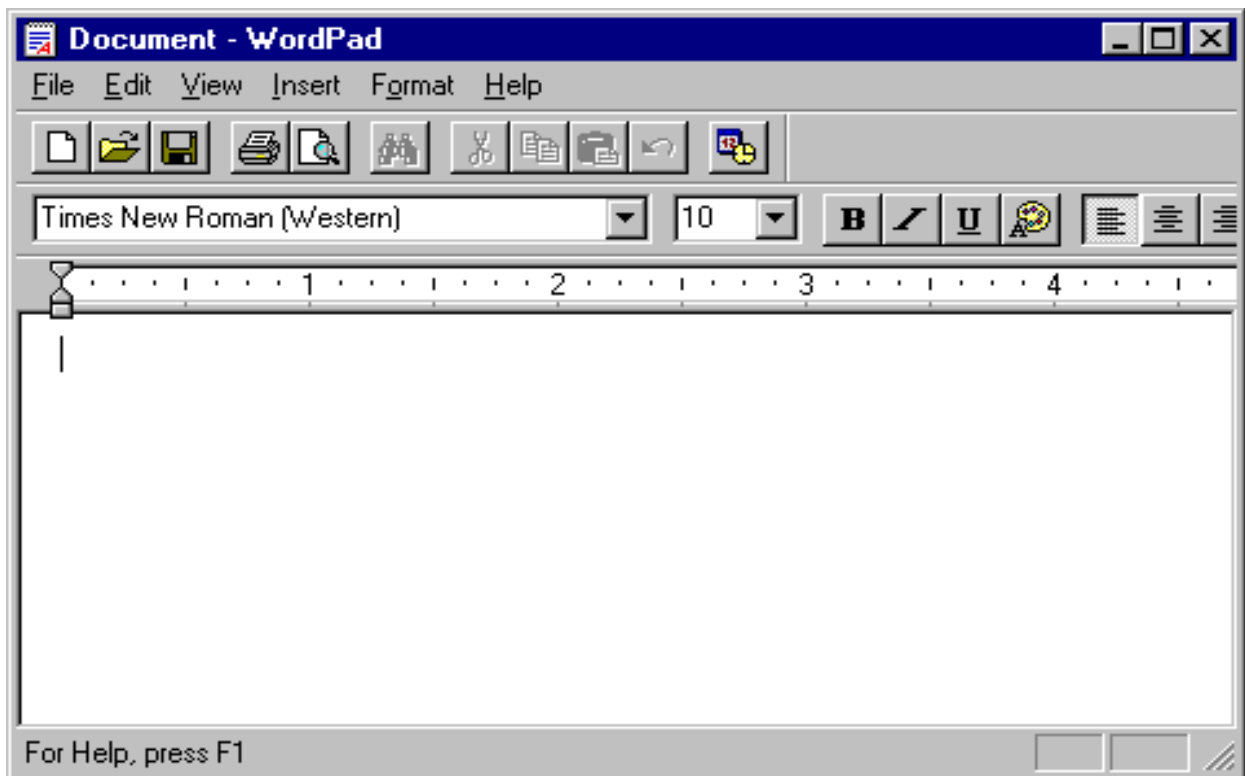 Document - WordPad
File Edit View Insert Format Help
12
Times New Roman (Western) 10 B I U A
1 2 3 4
For Help, press F1